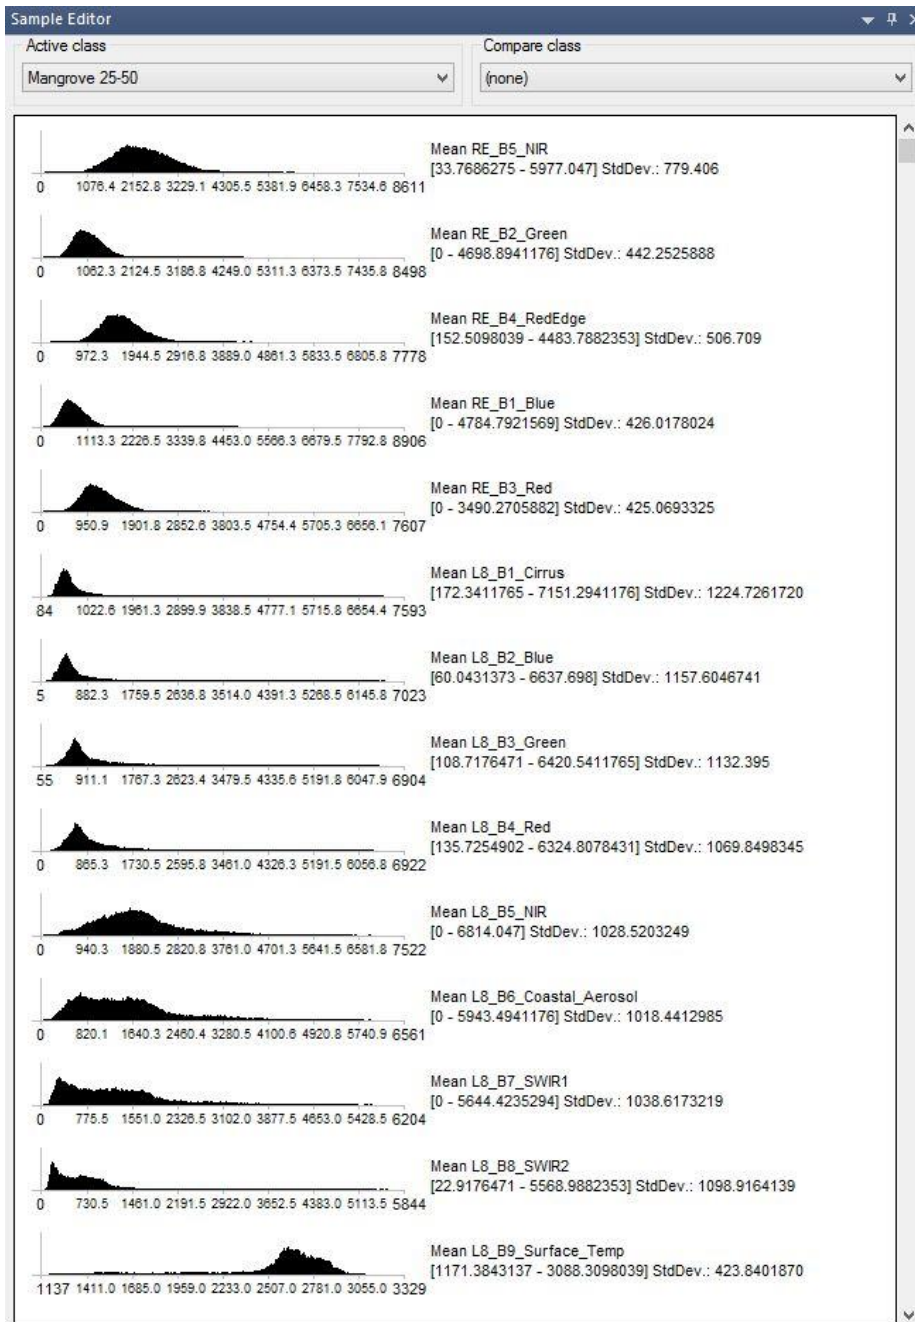 Sample Editor
Active class
Compare class
Mangrove 25-50
(none)
Mean RE_B5_NIR
[33.7686275 - 5977.047] StdDev.: 779.406
0 1076.4 2152.8 3229.1 4305.5 5381.9 6458.3 7534.6 8611
Mean RE_B2_Green
[0 - 4698.8941176] StdDev.: 442.2525888
0 1062.3 2124.5 3186.8 4249.0 5311.3 6373.5 7435.8 8498
Mean RE_B4_RedEdge
[152.5098039 - 4483.7882353] StdDev.: 506.709
0 972.3 1944.5 2916.8 3889.0 4861.3 5833.5 6805.8 7778
Mean RE_B1_Blue
[0 - 4784.7921569] StdDev.: 426.0178024
0 1113.3 2226.5 3339.8 4453.0 5566.3 6679.5 7792.8 8906
Mean RE_B3_Red
[0 - 3490.2705882] StdDev.: 425.0693325
0 950.9 1901.8 2852.6 3803.5 4754.4 5705.3 6656.1 7607
Mean L8_B1_Cirrus
[172.3411765 - 7151.2941176] StdDev.: 1224.7261720
84 1022.6 1961.3 2899.9 3838.5 4777.1 5715.8 6654.4 7593
Mean L8_B2_Blue
[60.0431373 - 6637.698] StdDev.: 1157.6046741
5 882.3 1759.5 2636.8 3514.0 4391.3 5268.5 6145.8 7023
Mean L8_B3_Green
[108.7176471 - 6420.5411765] StdDev.: 1132.395
55 911.1 1767.3 2623.4 3479.5 4335.6 5191.8 6047.9 6904
Mean L8_B4_Red
[135.7254902 - 6324.8078431] StdDev.: 1069.8498345
0 865.3 1730.5 2595.8 3461.0 4326.3 5191.5 6056.8 6922
Mean L8_B5_NIR
[0 - 6814.047] StdDev.: 1028.5203249
0 940.3 1880.5 2820.8 3761.0 4701.3 5641.5 6581.8 7522
Mean L8_B6_Coastal_Aerosol
[0 - 5943.4941176] StdDev.: 1018.4412985
0 820.1 1640.3 2460.4 3280.5 4100.6 4920.8 5740.9 6561
Mean L8_B7_SWIR1
[0 - 5644.4235294] StdDev.: 1038.6173219
0 775.5 1551.0 2326.5 3102.0 3877.5 4653.0 5428.5 6204
Mean L8_B8_SWIR2
[22.9176471 - 5568.9882353] StdDev.: 1098.9164139
0 730.5 1461.0 2191.5 2922.0 3652.5 4383.0 5113.5 5844
Mean L8_B9_Surface_Temp
[1171.3843137 - 3088.3098039] StdDev.: 423.8401870
1137 1411.0 1685.0 1959.0 2233.0 2507.0 2781.0 3055.0 3329